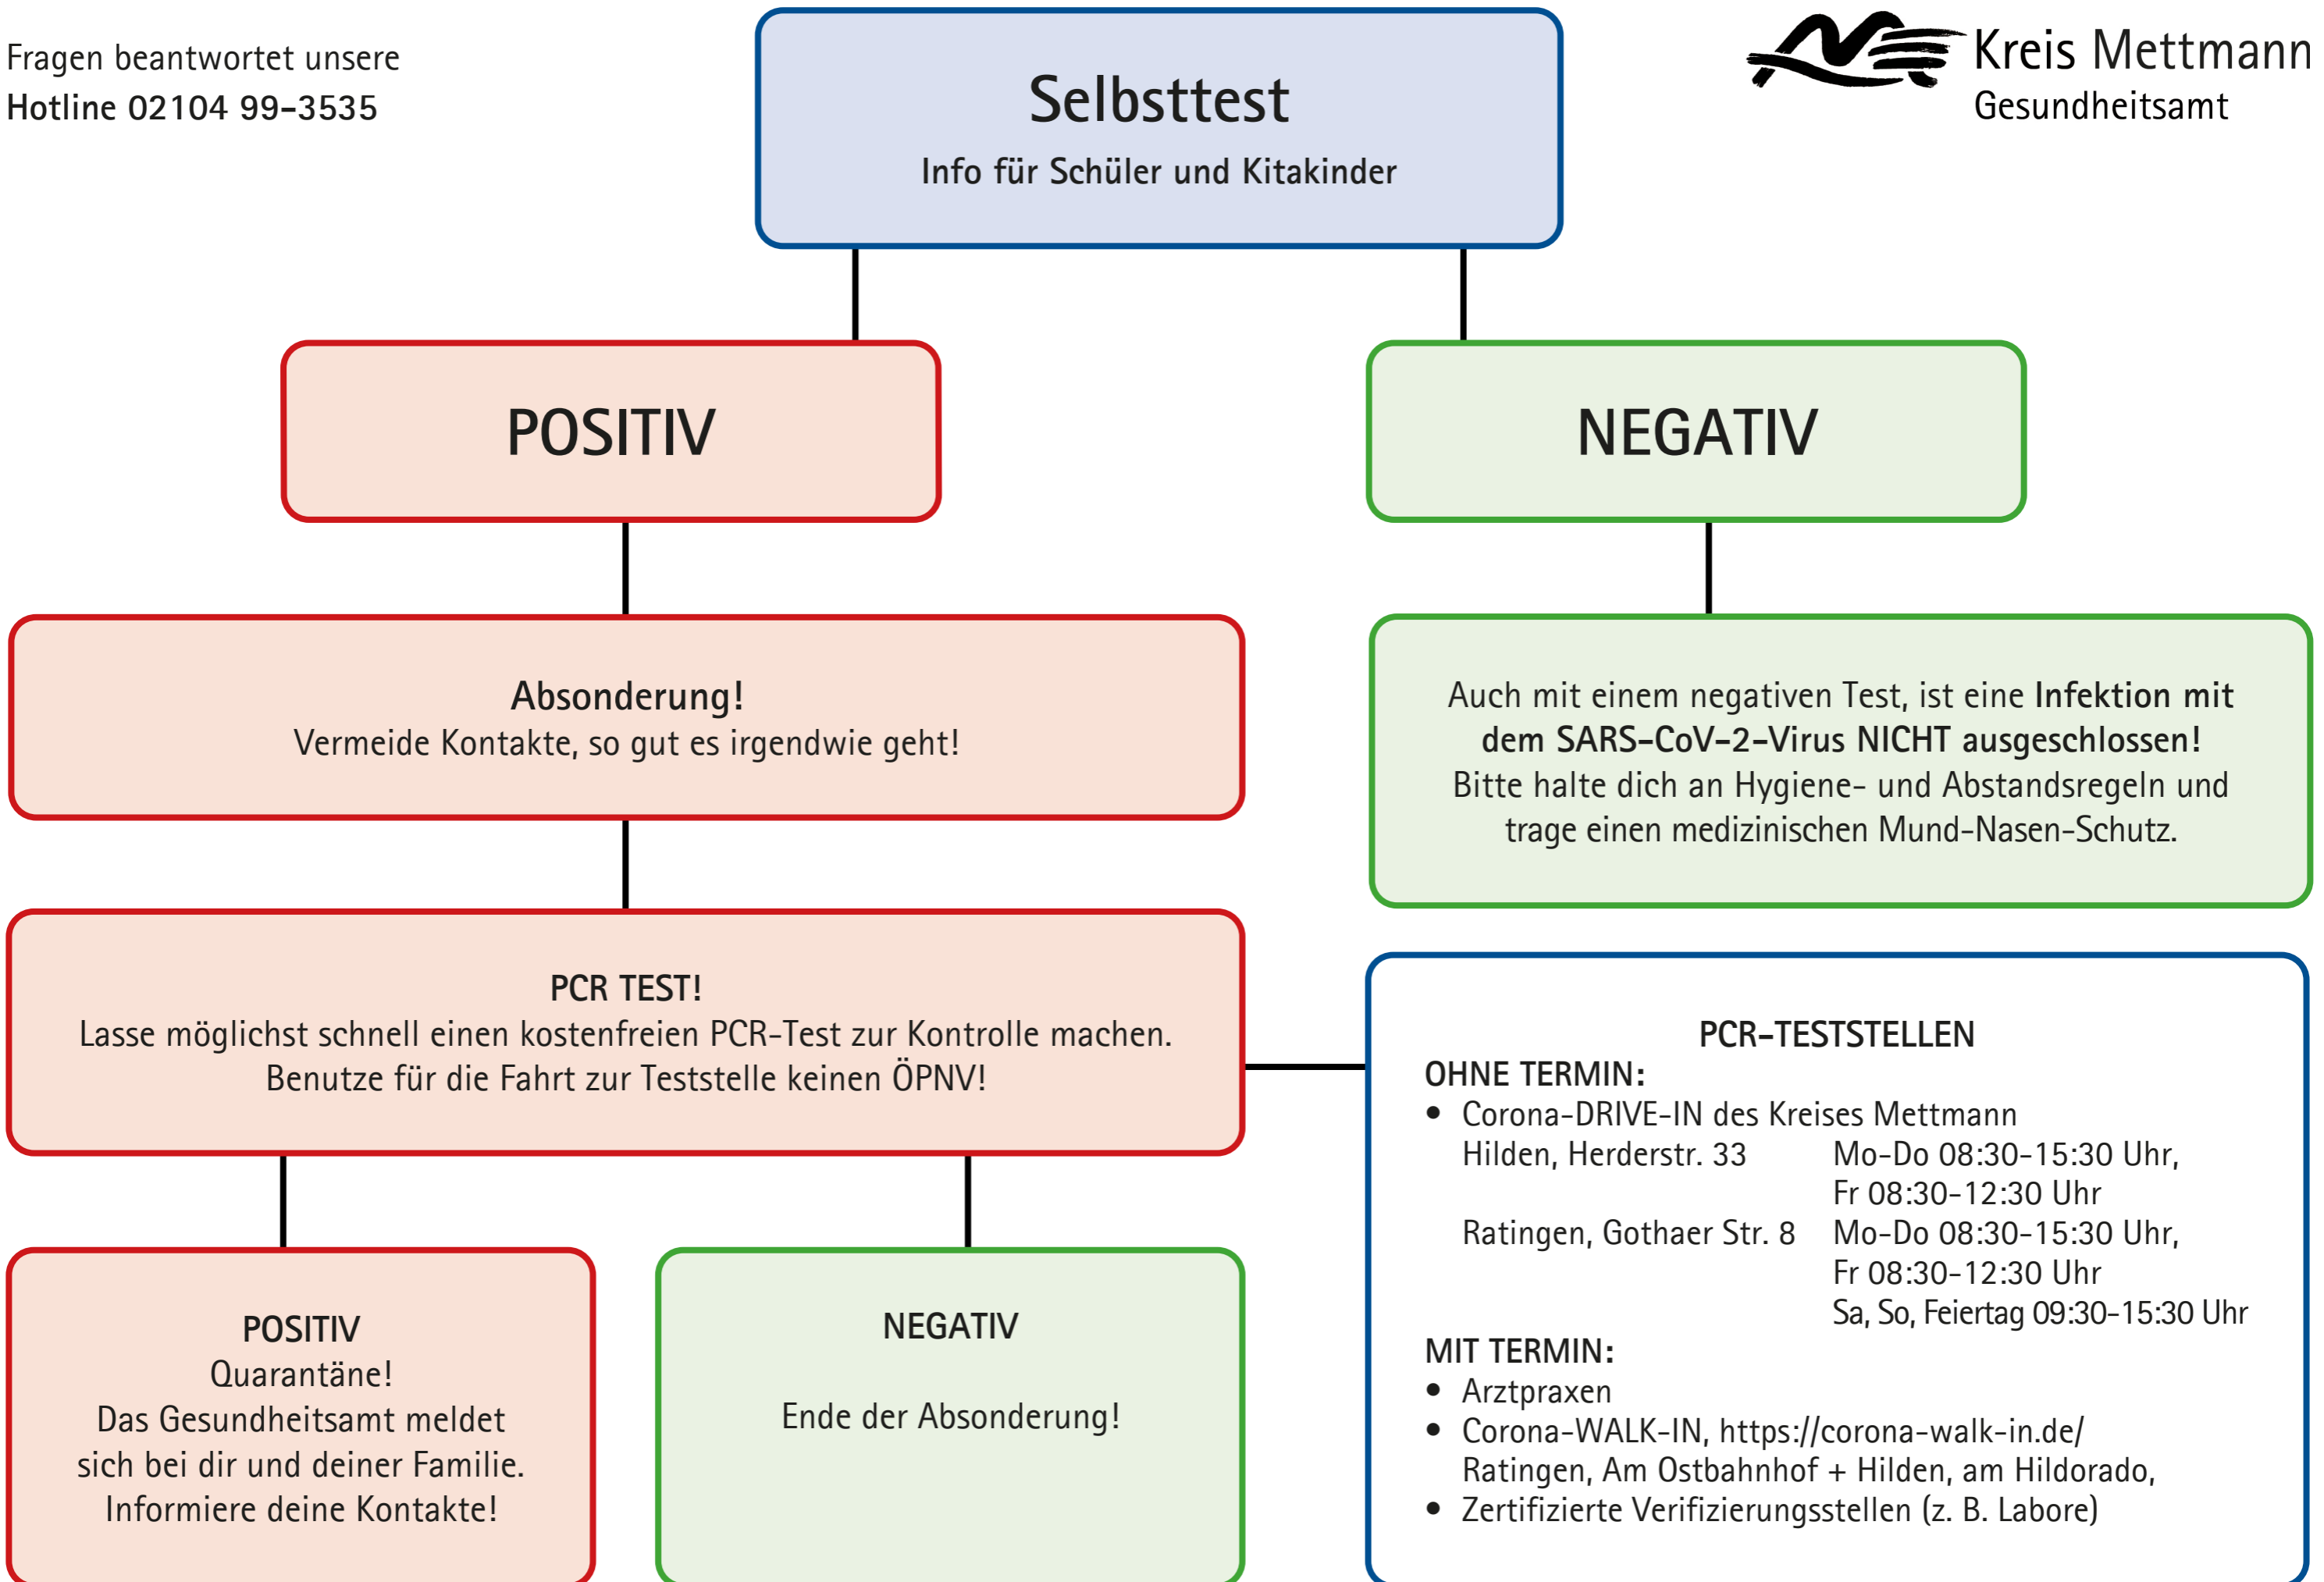 Fragen beantwortet unsere
Hotline 02104 99-3535
Selbsttest
Info für Schüler und Kitakinder
Kreis Mettmann
Gesundheitsamt
POSITIV
NEGATIV
Absonderung!
Vermeide Kontakte, so gut es irgendwie geht!
Auch mit einem negativen Test, ist eine Infektion mit
dem SARS-CoV-2-Virus NICHT ausgeschlossen!
Bitte halte dich an Hygiene- und Abstandsregeln und
trage einen medizinischen Mund-Nasen-Schutz.
PCR TEST!
Lasse möglichst schnell einen kostenfreien PCR-Test zur Kontrolle machen.
Benutze für die Fahrt zur Teststelle keinen ÖPNV!
PCR-TESTSTELLEN
OHNE TERMIN:
• Corona-DRIVE-IN des Kreises Mettmann
Hilden, Herderstr. 33 Mo-Do 08:30-15:30 Uhr,
Fr 08:30-12:30 Uhr
Ratingen, Gothaer Str. 8 Mo-Do 08:30-15:30 Uhr,
Fr 08:30-12:30 Uhr
Sa, So, Feiertag 09:30-15:30 Uhr
MIT TERMIN:
• Arztpraxen
• Corona-WALK-IN, https://corona-walk-in.de/
Ratingen, Am Ostbahnhof + Hilden, am Hildorado,
• Zertifizierte Verifizierungsstellen (z. B. Labore)
POSITIV
Quarantäne!
Das Gesundheitsamt meldet
sich bei dir und deiner Familie.
Informiere deine Kontakte!
NEGATIV
Ende der Absonderung!